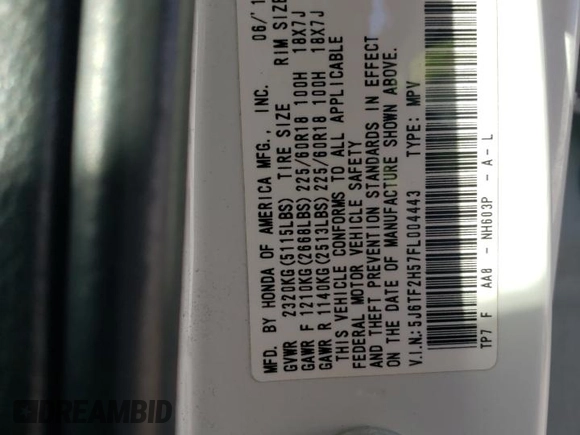 MFD. BY HONDA OF AMERICA MFG., INC. 06/'1
GVWR 2320KG(5115LBS) TIRE SIZE RIM SIZE
GAWR F 1210KG(2668LBS) 225/60R18 100H 18X7J
GAWR R 1140KG(2513LBS) 225/60R18 100H 18X7J
THIS VEHICLE CONFORMS TO ALL APPLICABLE
FEDERAL MOTOR VEHICLE SAFETY
AND THEFT PREVENTION STANDARDS IN EFFECT
ON THE DATE OF MANUFACTURE SHOWN ABOVE.
V.I.N.: 5J6TF2H57FL004443 TYPE: MPV
TP7 F AA8 - NH603P - A - L
DREAMBID